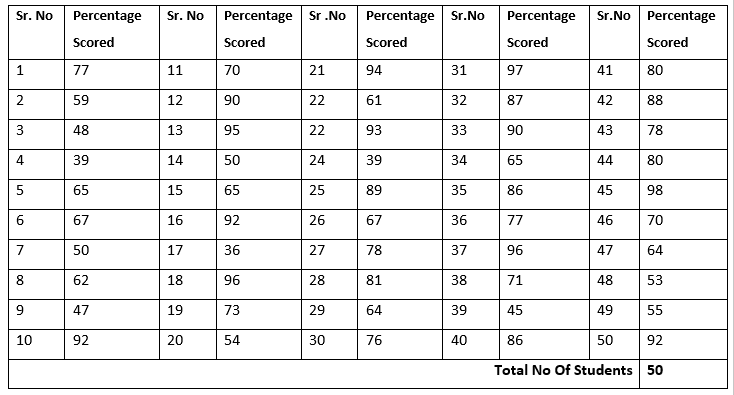 Sr. No Percentage Scored Sr. No Percentage Scored Sr .No Percentage Scored Sr.No Percentage Scored Sr.No Percentage Scored
1 77 11 70 21 94 31 97 41 80
2 59 12 90 22 61 32 87 42 88
3 48 13 95 22 93 33 90 43 78
4 39 14 50 24 39 34 65 44 80
5 65 15 65 25 89 35 86 45 98
6 67 16 92 26 67 36 77 46 70
7 50 17 36 27 78 37 96 47 64
8 62 18 96 28 81 38 71 48 53
9 47 19 73 29 64 39 45 49 55
10 92 20 54 30 76 40 86 50 92
Total No Of Students 50